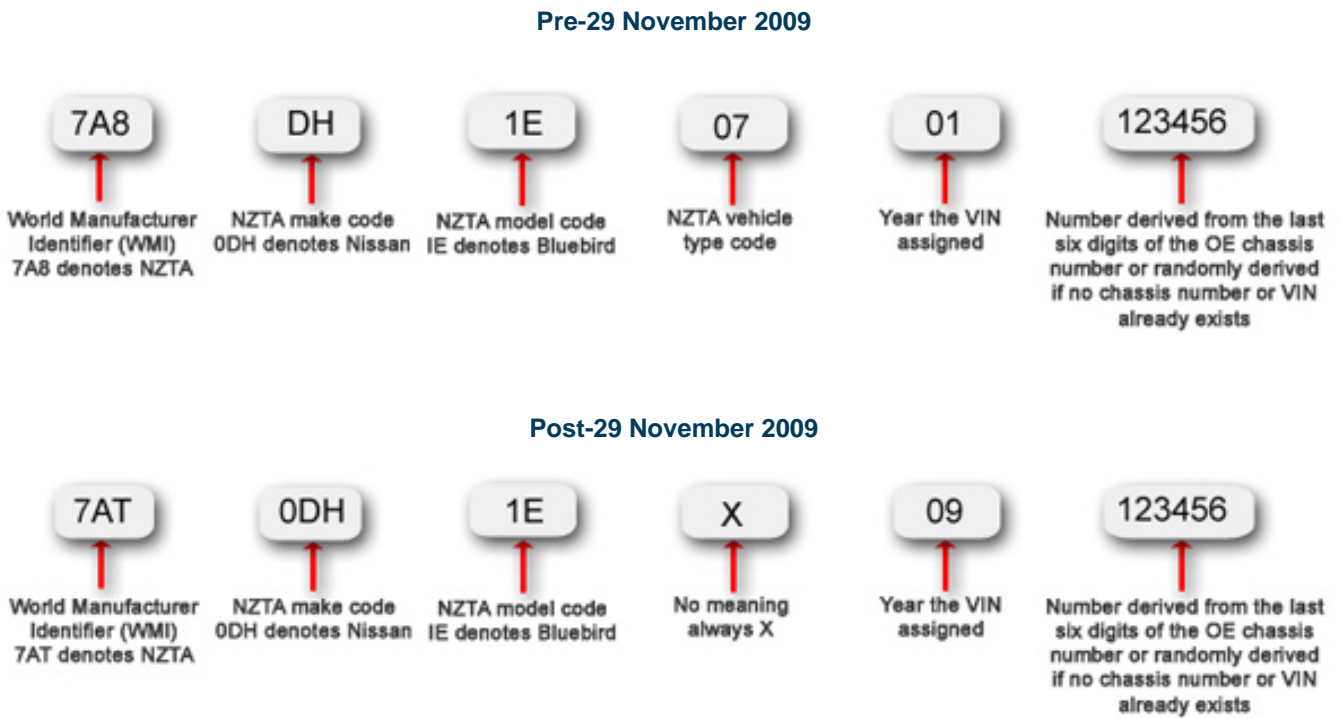 Pre-29 November 2009
7A8
DH
1E
07
01
123456
World Manufacturer
Identifier (WMI)
7A8 denotes NZTA
NZTA make code
0DH denotes Nissan
NZTA model code
IE denotes Bluebird
NZTA vehicle
type code
Year the VIN
assigned
Number derived from the last
six digits of the OE chassis
number or randomly derived
if no chassis number or VIN
already exists
Post-29 November 2009
7AT
0DH
1E
X
09
123456
World Manufacturer
Identifier (WMI)
7AT denotes NZTA
NZTA make code
0DH denotes Nissan
NZTA model code
IE denotes Bluebird
No meaning
always X
Year the VIN
assigned
Number derived from the last
six digits of the OE chassis
number or randomly derived
if no chassis number or VIN
already exists